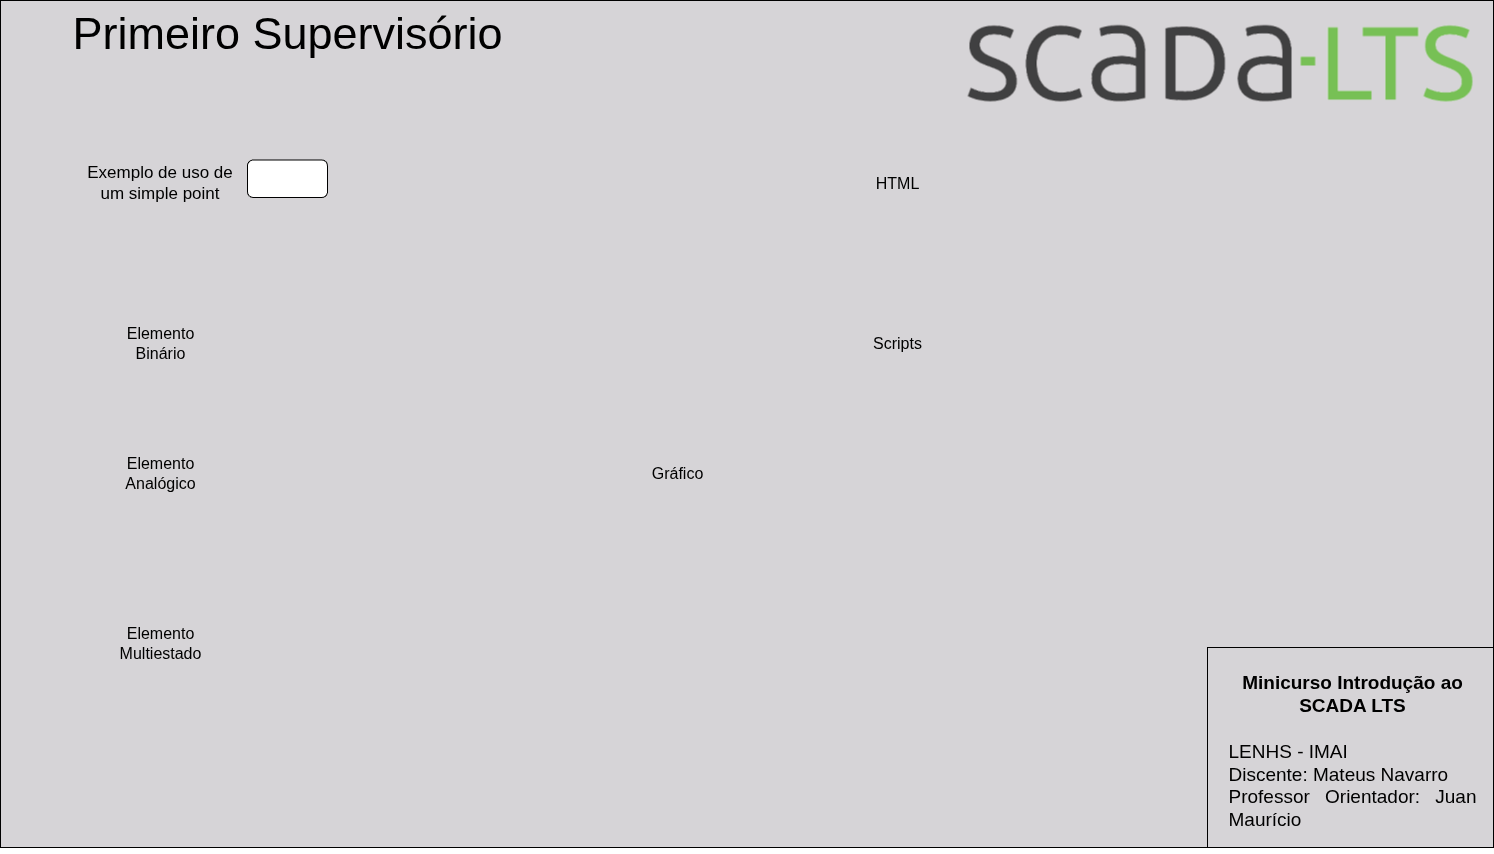 Primeiro Supervisório
SCADA-LTS
Exemplo de uso de
um simple point
HTML
Elemento
Binário
Scripts
Elemento
Analógico
Gráfico
Elemento
Multiestado
Minicurso Introdução ao
SCADA LTS
LENHS - IMAI
Discente: Mateus Navarro
Professor Orientador: Juan
Maurício